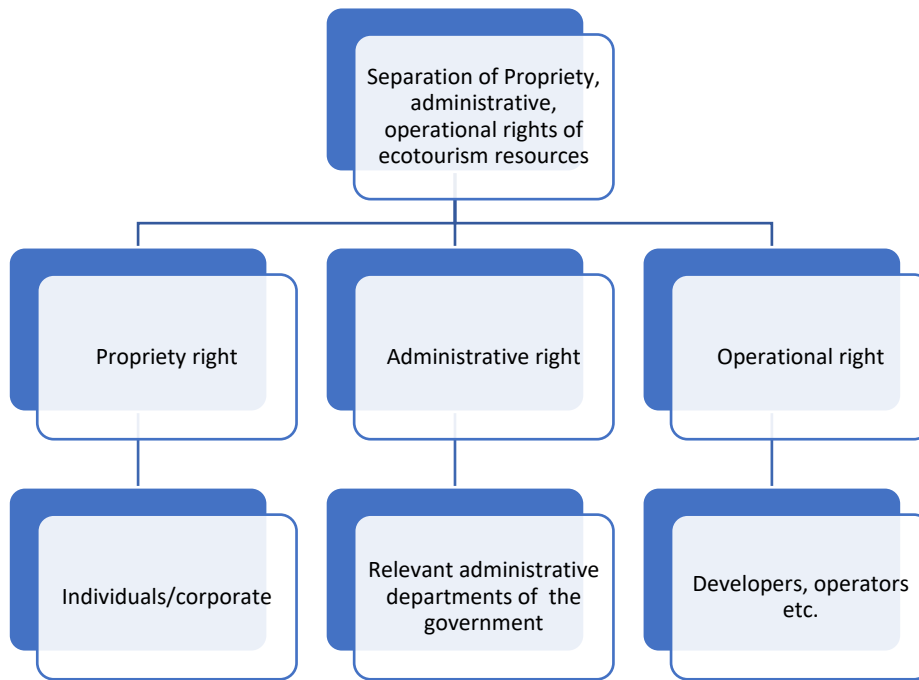 Separation of Propriety,
administrative,
operational rights of
ecotourism resources
Propriety right
Administrative right
Operational right
Individuals/corporate
Relevant administrative
departments of  the
government
Developers, operators
etc.